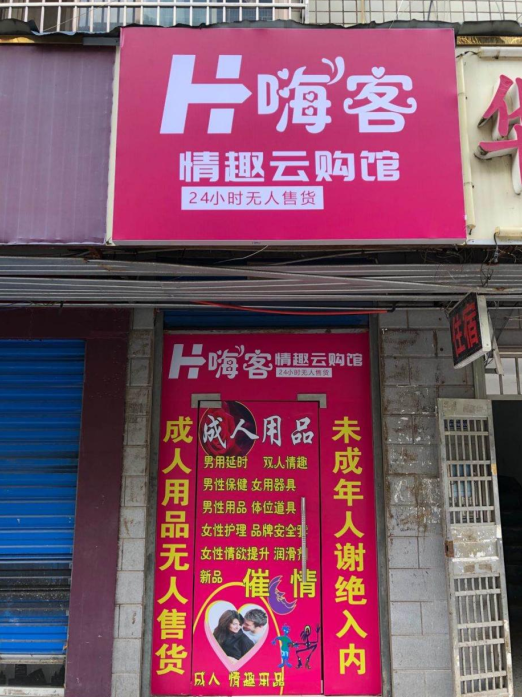 H嗨客
情趣云购馆
24小时无人售货
华
住宿
H嗨客情趣云购馆
24小时无人售货
成人用品无人售货
成人用品
男用延时 双人情趣
男性保健 女用器具
男性用品 体位道具
女性护理 品牌安全套
女性情欲提升 润滑剂
新品 催情
成人 情趣用品
未成年人谢绝入内